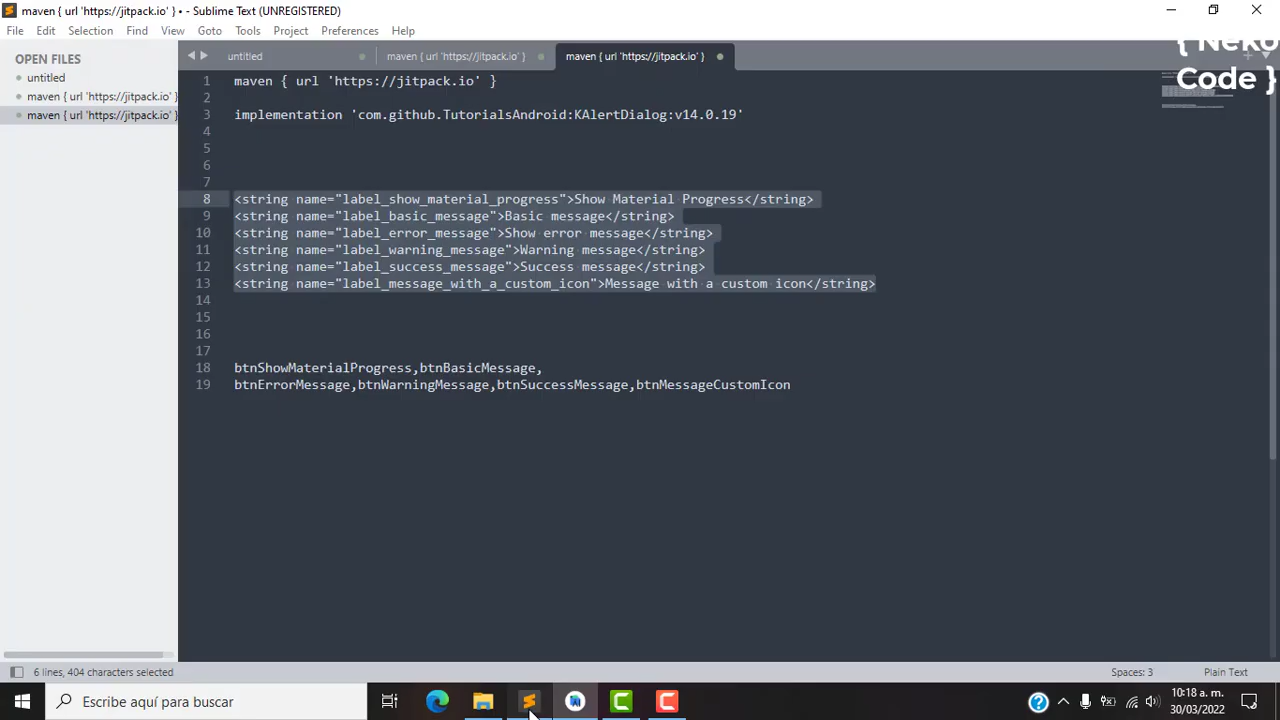 maven { url 'https://jitpack.io' } • - Sublime Text (UNREGISTERED)
File Edit Selection Find View Goto Tools Project Preferences Help
OPEN FILES
untitled
maven { url 'https://jitpack.io' }
maven { url 'https://jitpack.io' }
untitled
maven { url 'https://jitpack.io' }
maven { url 'https://jitpack.io' }
{ Neko
Code }
1 maven { url 'https://jitpack.io' }
2
3 implementation 'com.github.TutorialsAndroid:KAlertDialog:v14.0.19'
4
5
6
7
8 <string name="label_show_material_progress">Show Material Progress</string>
9 <string name="label_basic_message">Basic message</string>
10 <string name="label_error_message">Show error message</string>
11 <string name="label_warning_message">Warning message</string>
12 <string name="label_success_message">Success message</string>
13 <string name="label_message_with_a_custom_icon">Message with a custom icon</string>
14
15
16
17
18 btnShowMaterialProgress,btnBasicMessage,
19 btnErrorMessage,btnWarningMessage,btnSuccessMessage,btnMessageCustomIcon
6 lines, 404 characters selected
Spaces: 3
Plain Text
Escribe aquí para buscar
10:18 a. m.
30/03/2022